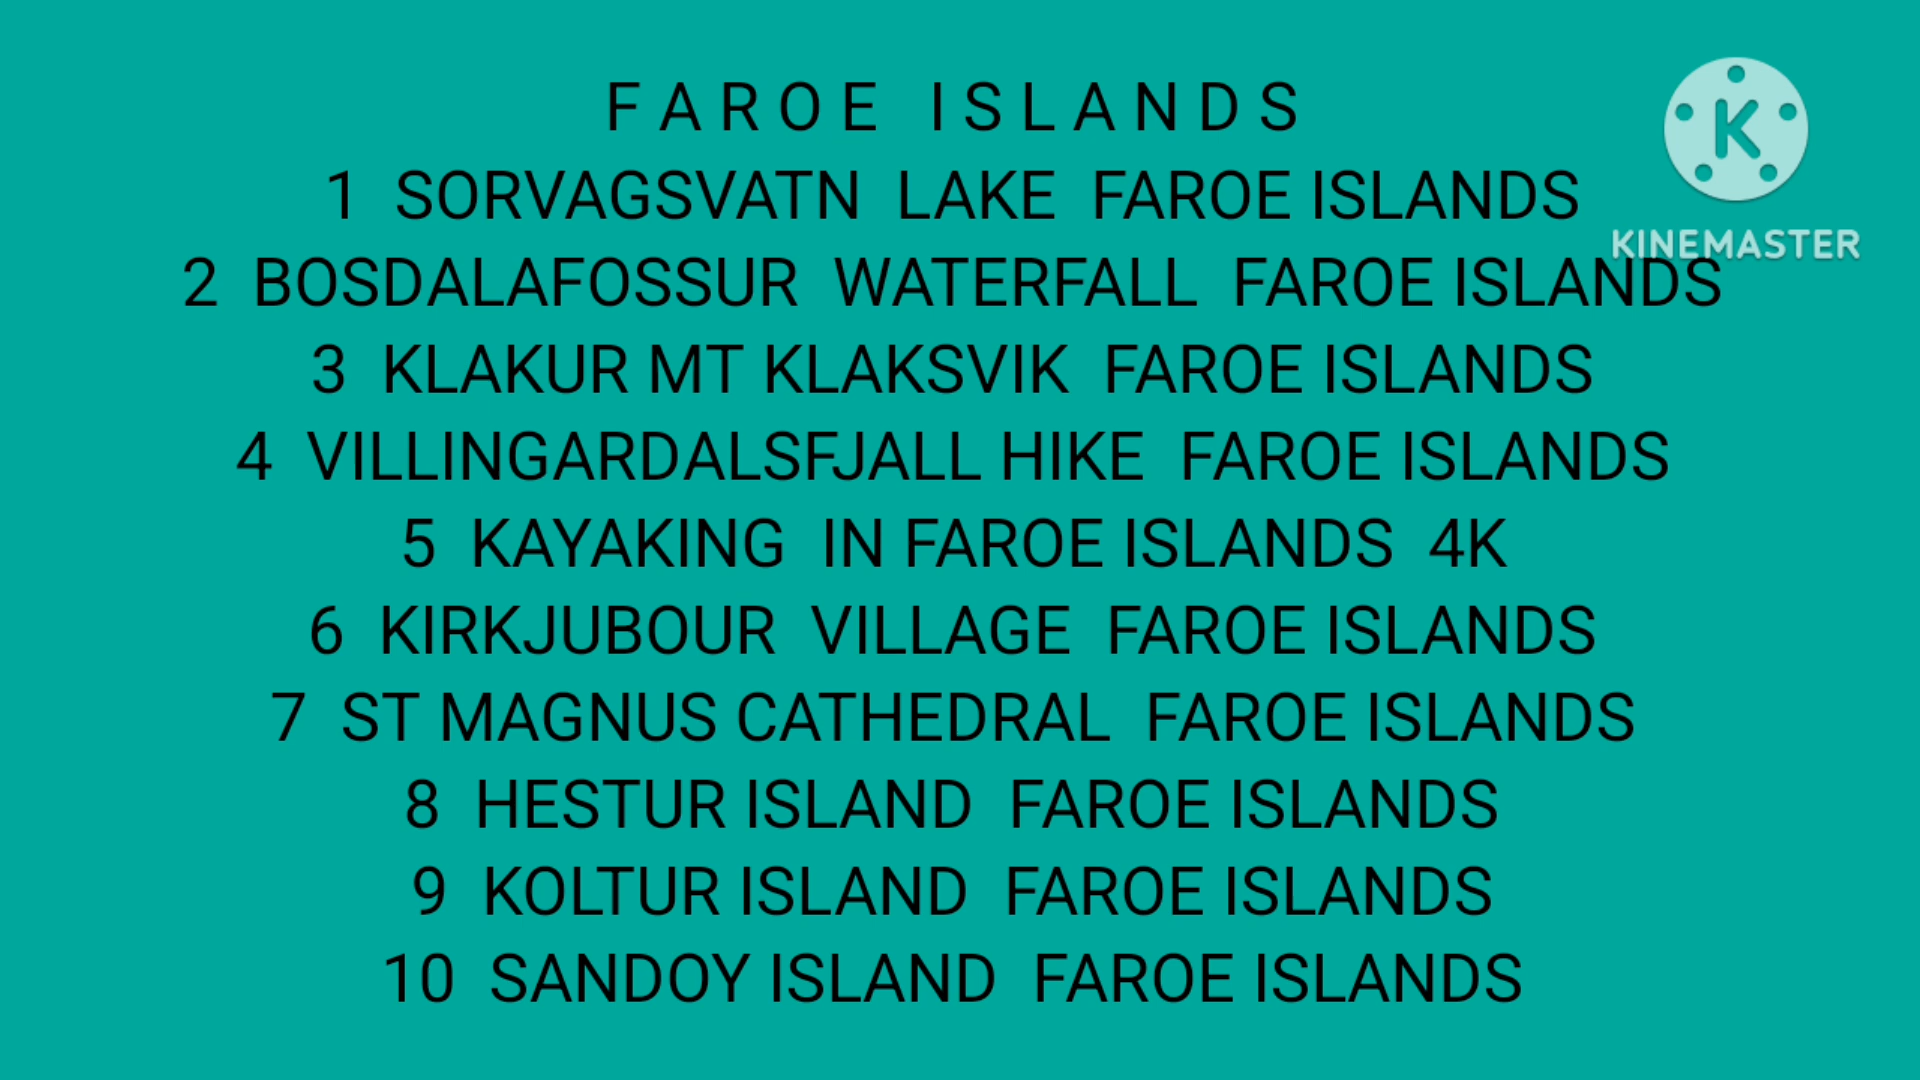 FAROE ISLANDS
1 SORVAGSVATN LAKE FAROE ISLANDS
K
KINEMASTER
2 BOSDALAFOSSUR WATERFALL FAROE ISLANDS
3 KLAKUR MT KLAKSVIK FAROE ISLANDS
4 VILLINGARDALSFJALL HIKE FAROE ISLANDS
5 KAYAKING IN FAROE ISLANDS 4K
6 KIRKJUBOUR VILLAGE FAROE ISLANDS
7 ST MAGNUS CATHEDRAL FAROE ISLANDS
8 HESTUR ISLAND FAROE ISLANDS
9 KOLTUR ISLAND FAROE ISLANDS
10 SANDOY ISLAND FAROE ISLANDS